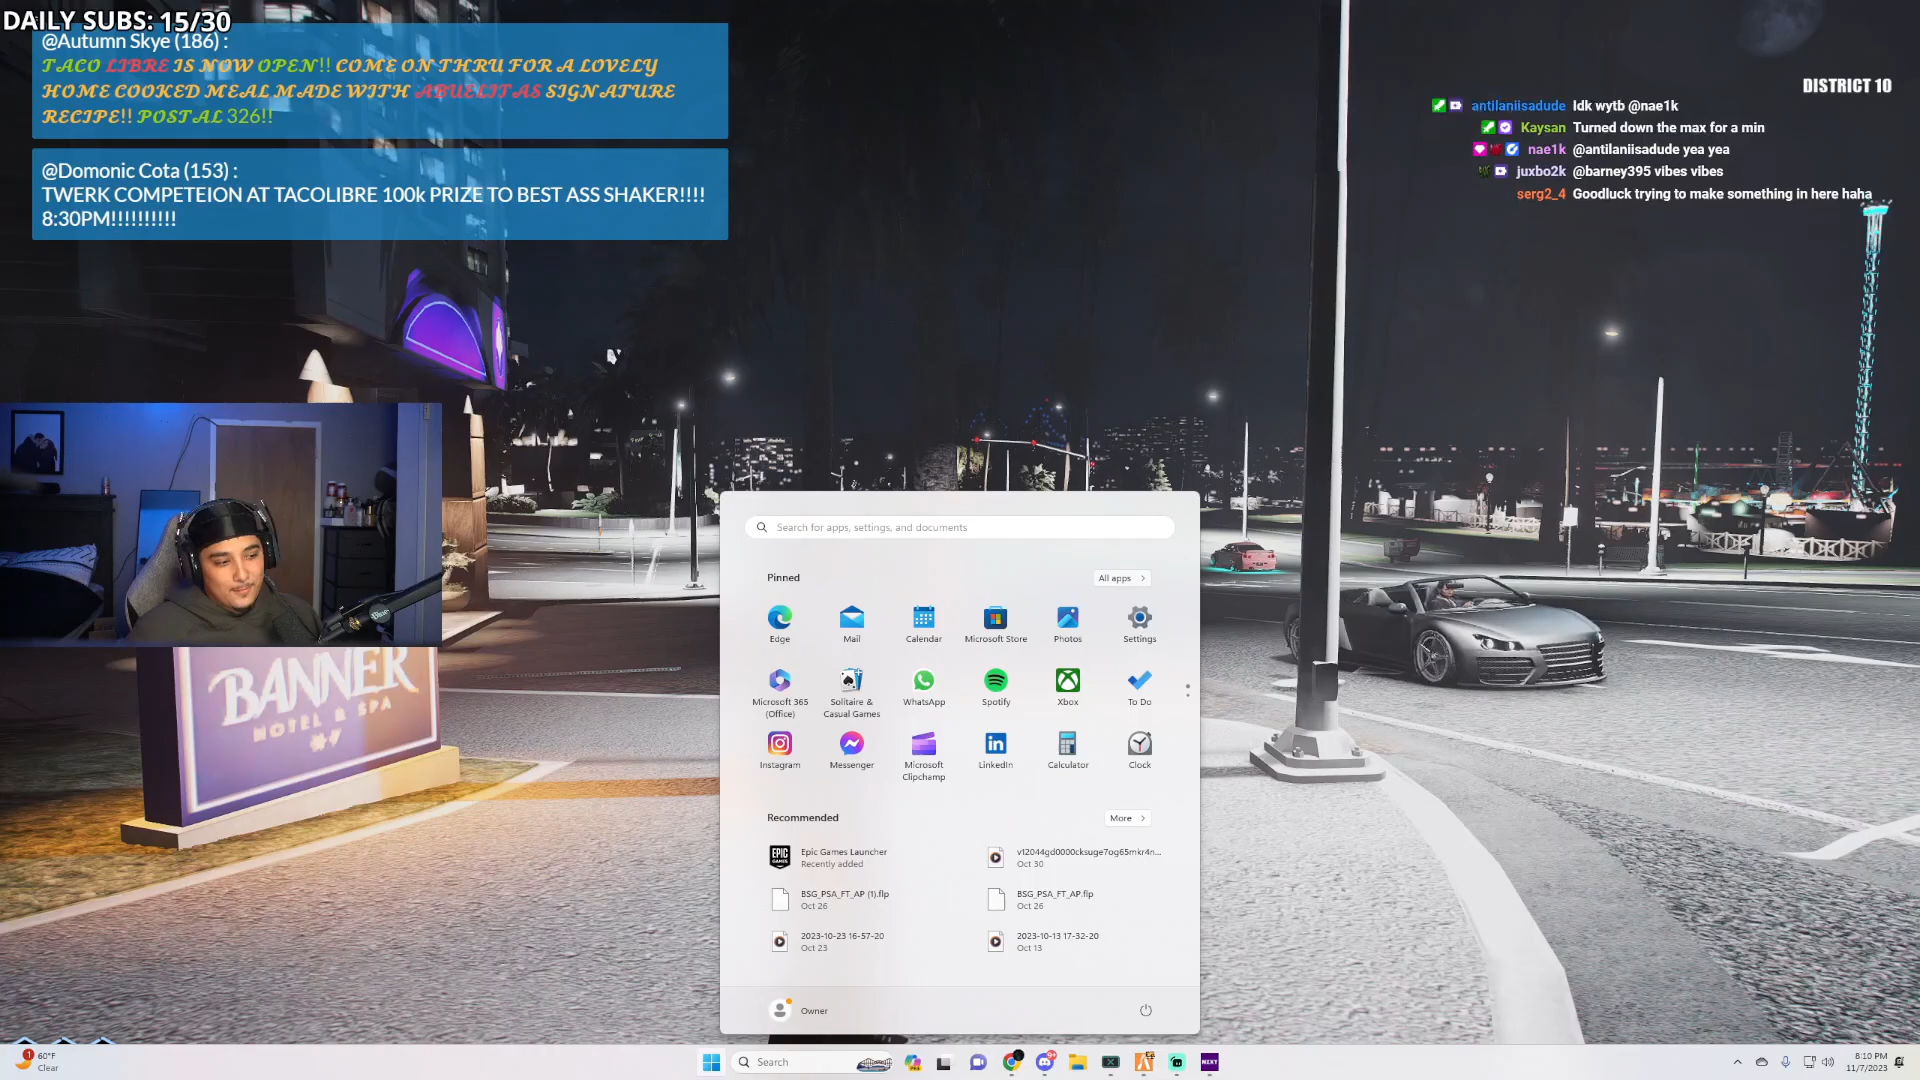 DAILY SUBS: 15/30
@Autumn Skye (186) :
TACO LIBRE IS NOW OPEN!! COME ON THRU FOR A LOVELY
HOME COOKED MEAL MADE WITH ABUELITAS SIGNATURE
RECIPE!! POSTAL 326!!
@Domonic Cota (153) :
TWERK COMPETEION AT TACOLIBRE 100k PRIZE TO BEST ASS SHAKER!!!!
8:30PM!!!!!!!!!!
DISTRICT 10
antilaniisadude Idk wytb @nae1k
Kaysan Turned down the max for a min
nae1k @antilaniisadude yea yea
juxbo2k @barney395 vibes vibes
serg2_4 Goodluck trying to make something in here haha
BANNER
HOTEL & SPA
Search for apps, settings, and documents
Pinned
All apps
Edge
Mail
Calendar
Microsoft Store
Photos
Settings
Microsoft 365
(Office)
Solitaire &
Casual Games
WhatsApp
Spotify
Xbox
To Do
Instagram
Messenger
Microsoft
Clipchamp
LinkedIn
Calculator
Clock
Recommended
More
EPIC
GAMES
Epic Games Launcher
Recently added
v12044gd0000cksuge7og65mkr4n...
Oct 30
BSG_PSA_FT_AP (1).flp
Oct 26
BSG_PSA_FT_AP.flp
Oct 26
2023-10-23 16-57-20
Oct 23
2023-10-13 17-32-20
Oct 13
Owner
1
60°F
Clear
Search
NEXT
8:10 PM
11/7/2023